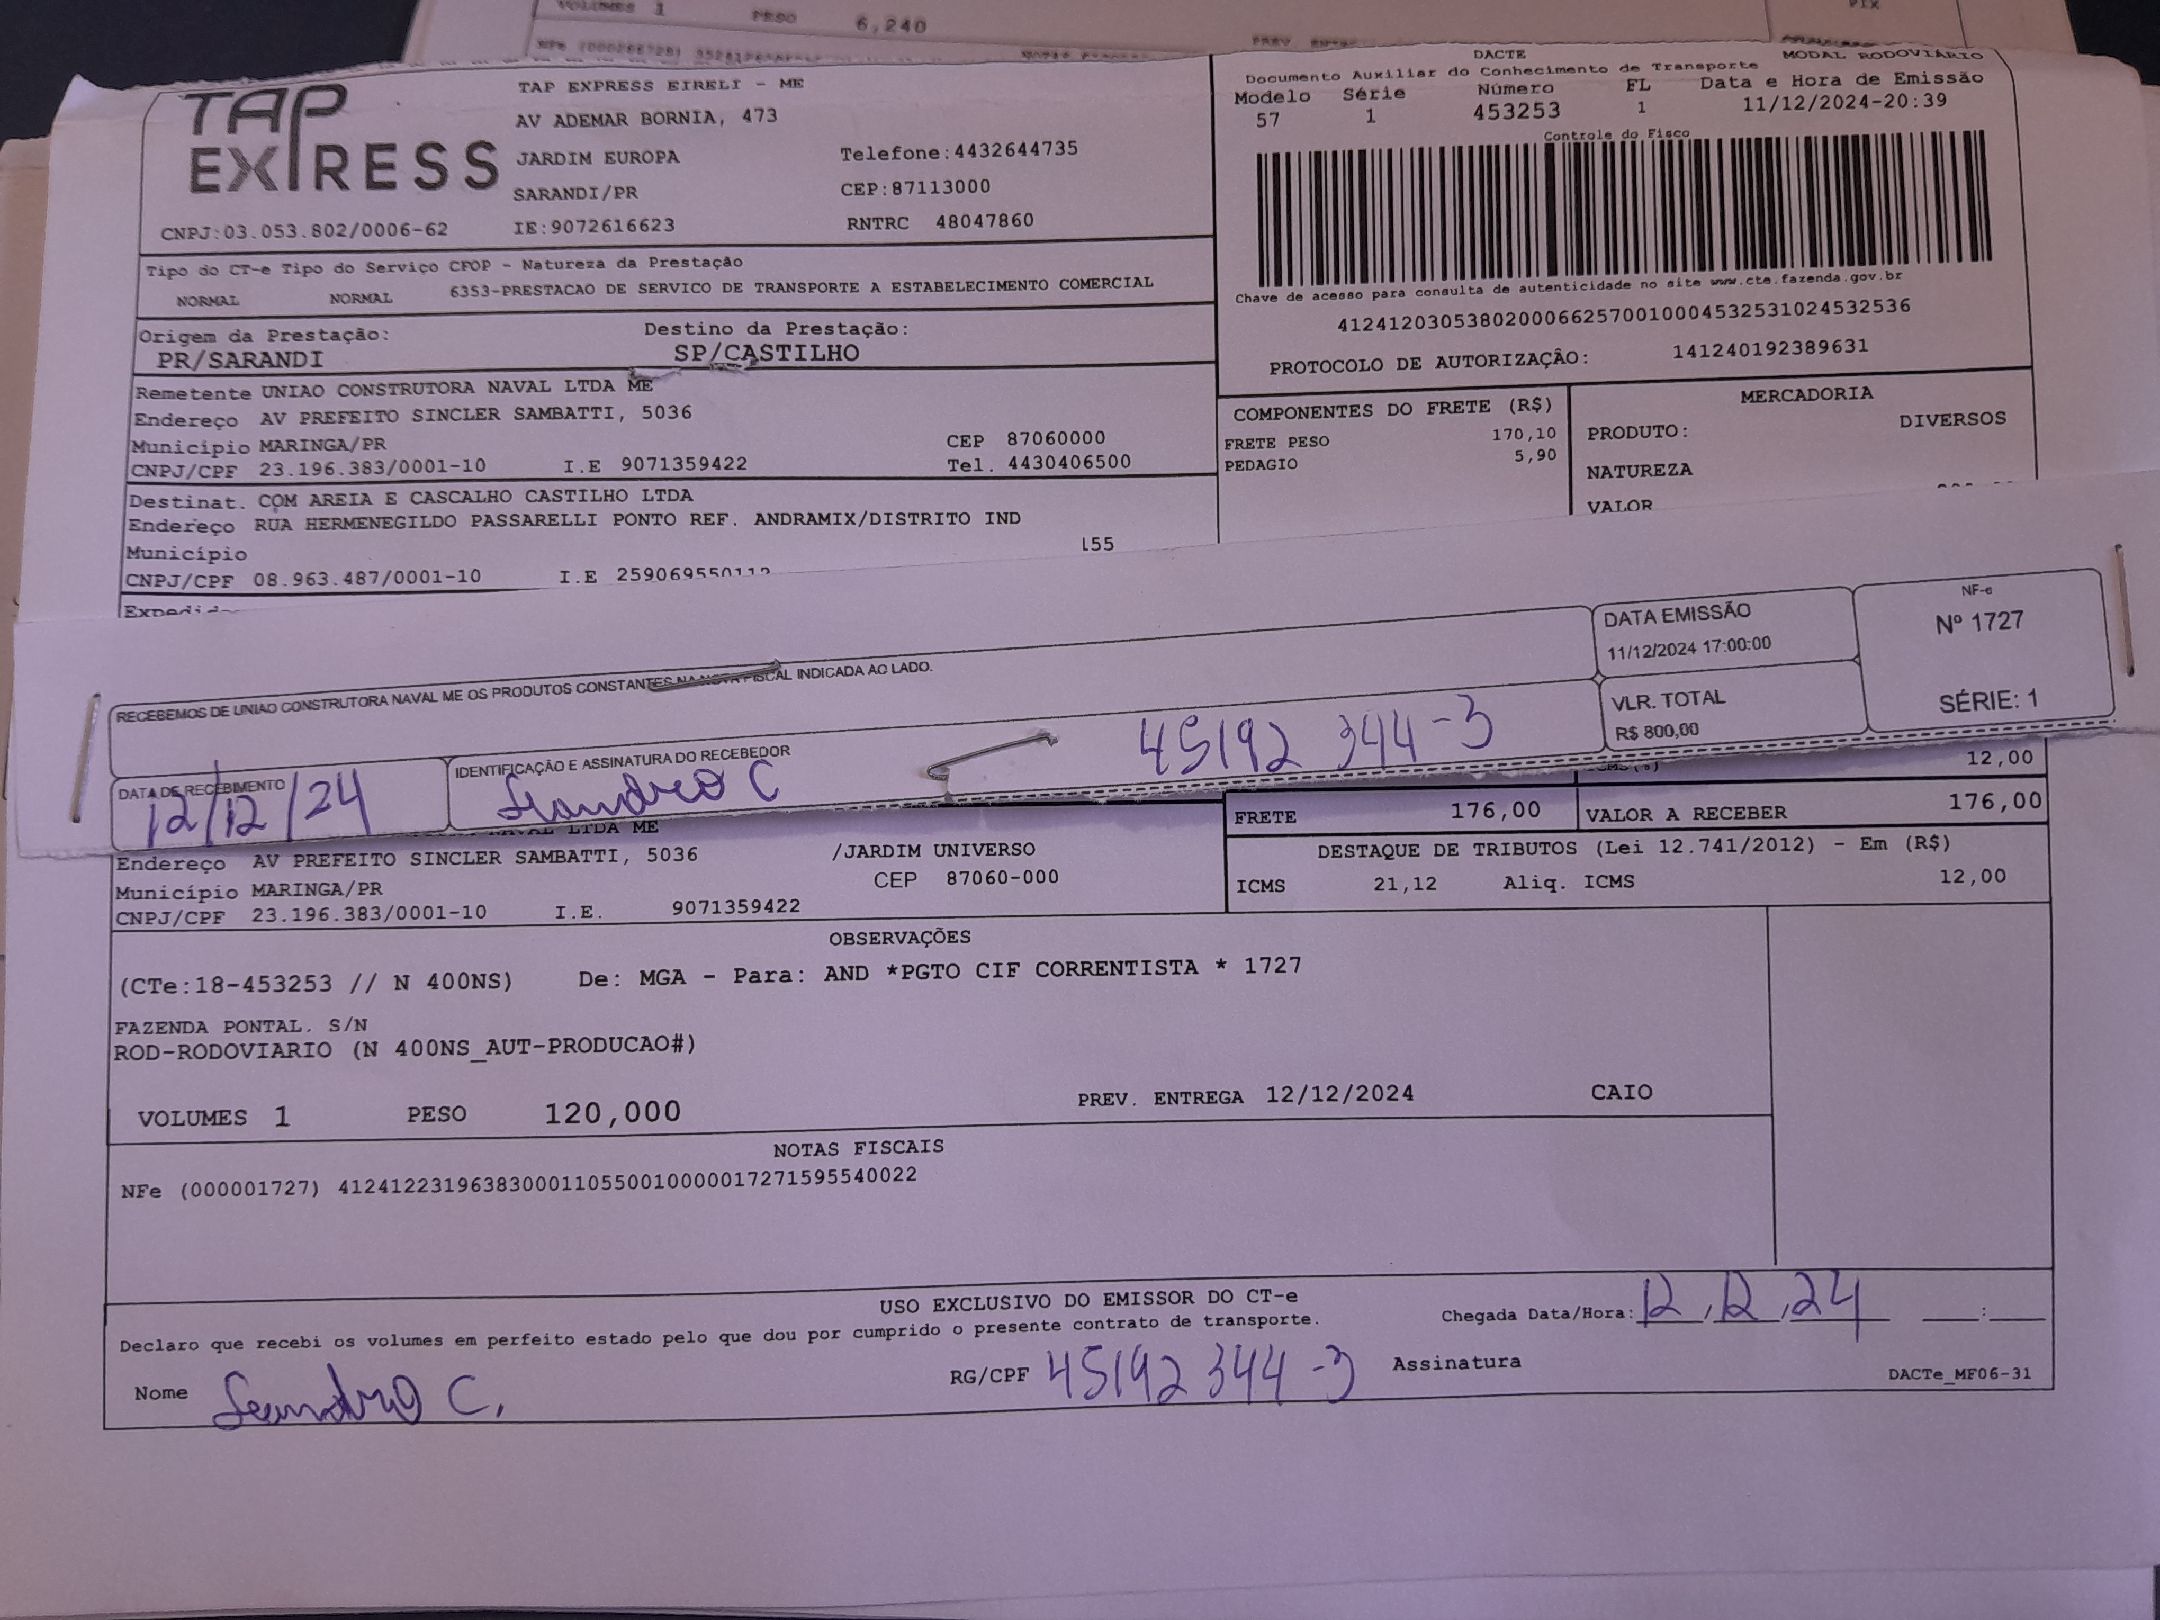 VOLUMES 1 PESO 6,240
TAP EXPRESS
TAP EXPRESS EIRELI - ME
AV ADEMAR BORNIA, 473
JARDIM EUROPA Telefone:4432644735
SARANDI/PR CEP:87113000
CNPJ:03.053.802/0006-62 IE:9072616623 RNTRC 48047860
DACTE MODAL RODOVIÁRIO
Documento Auxiliar do Conhecimento de Transporte
Modelo Série Número FL Data e Hora de Emissão
57 1 453253 1 11/12/2024-20:39
Controle do Fisco
Chave de acesso para consulta de autenticidade no site www.cte.fazenda.gov.br
41241203053802000662570010004532531024532536
PROTOCOLO DE AUTORIZAÇÃO: 141240192389631
Tipo do CT-e Tipo do Serviço CFOP - Natureza da Prestação
NORMAL NORMAL 6353-PRESTACAO DE SERVICO DE TRANSPORTE A ESTABELECIMENTO COMERCIAL
Origem da Prestação: Destino da Prestação:
PR/SARANDI SP/CASTILHO
Remetente UNIAO CONSTRUTORA NAVAL LTDA ME
Endereço AV PREFEITO SINCLER SAMBATTI, 5036
Município MARINGA/PR CEP 87060000
CNPJ/CPF 23.196.383/0001-10 I.E 9071359422 Tel. 4430406500
COMPONENTES DO FRETE (R$)
FRETE PESO 170,10
PEDAGIO 5,90
MERCADORIA
PRODUTO: DIVERSOS
NATUREZA
VALOR
Destinat. COM AREIA E CASCALHO CASTILHO LTDA
Endereço RUA HERMENEGILDO PASSARELLI PONTO REF. ANDRAMIX/DISTRITO IND
Município 155
CNPJ/CPF 08.963.487/0001-10 I.E 259069550112
RECEBEMOS DE UNIAO CONSTRUTORA NAVAL ME OS PRODUTOS CONSTANTES NA NOTA FISCAL INDICADA AO LADO.
DATA EMISSÃO
11/12/2024 17:00:00
VLR. TOTAL
R$ 800,00
NF-e
Nº 1727
SÉRIE: 1
DATA DE RECEBIMENTO
12/12/24
IDENTIFICAÇÃO E ASSINATURA DO RECEBEDOR
Leandro C 45192 344-3
12,00
FRETE 176,00 VALOR A RECEBER 176,00
NAVAL LTDA ME
Endereço AV PREFEITO SINCLER SAMBATTI, 5036 /JARDIM UNIVERSO
Município MARINGA/PR CEP 87060-000
CNPJ/CPF 23.196.383/0001-10 I.E. 9071359422
DESTAQUE DE TRIBUTOS (Lei 12.741/2012) - Em (R$)
ICMS 21,12 Aliq. ICMS 12,00
OBSERVAÇÕES
(CTe:18-453253 // N 400NS) De: MGA - Para: AND *PGTO CIF CORRENTISTA * 1727
FAZENDA PONTAL. S/N
ROD-RODOVIARIO (N 400NS_AUT-PRODUCAO#)
VOLUMES 1 PESO 120,000 PREV. ENTREGA 12/12/2024 CAIO
NOTAS FISCAIS
NFe (000001727) 41241223196383000110550010000017271595540022
USO EXCLUSIVO DO EMISSOR DO CT-e
Declaro que recebi os volumes em perfeito estado pelo que dou por cumprido o presente contrato de transporte.
Chegada Data/Hora: 12, 12, 24 :
Nome Leandro C, RG/CPF 45192 344-3 Assinatura
DACTe_MF06-31